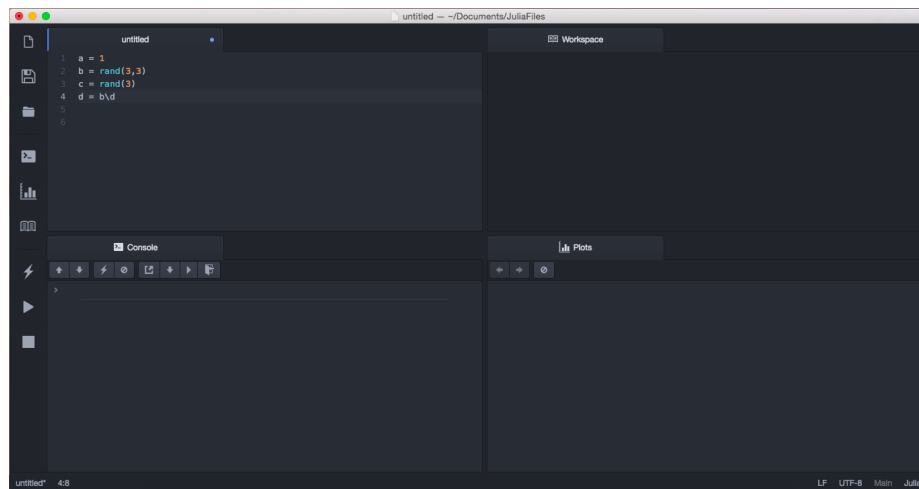 untitled — ~/Documents/JuliaFiles
untitled
Workspace
1 a = 1
2 b = rand(3,3)
3 c = rand(3)
4 d = b\d
5
6
Console
Plots
>
untitled* 4:8
LF UTF-8 Main Julia